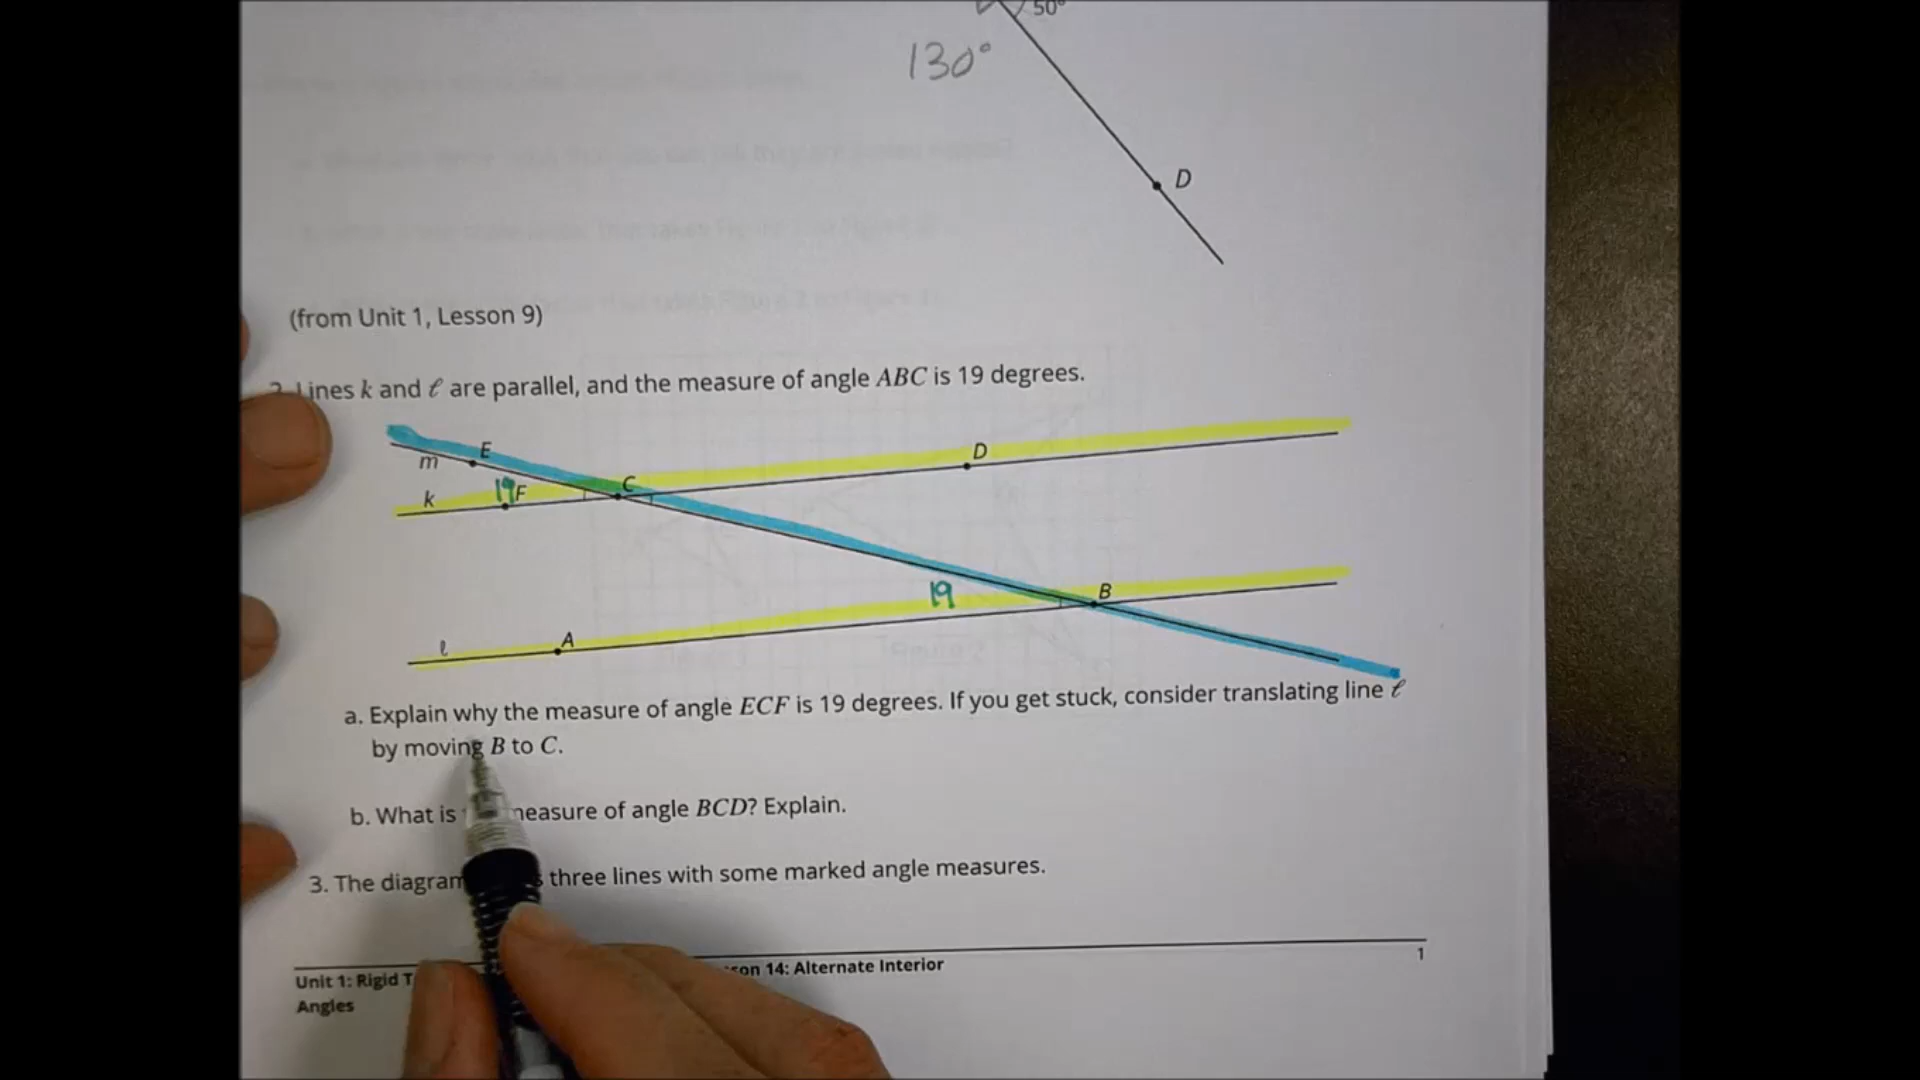 50°
130°
D
(from Unit 1, Lesson 9)
Lines k and ℓ are parallel, and the measure of angle ABC is 19 degrees.
E
D
m
C
k
19
F
B
19
A
ℓ
a. Explain why the measure of angle ECF is 19 degrees. If you get stuck, consider translating line ℓ
by moving B to C.
b. What is measure of angle BCD? Explain.
3. The diagram three lines with some marked angle measures.
1
Unit 1: Rigid 14: Alternate Interior
Angles